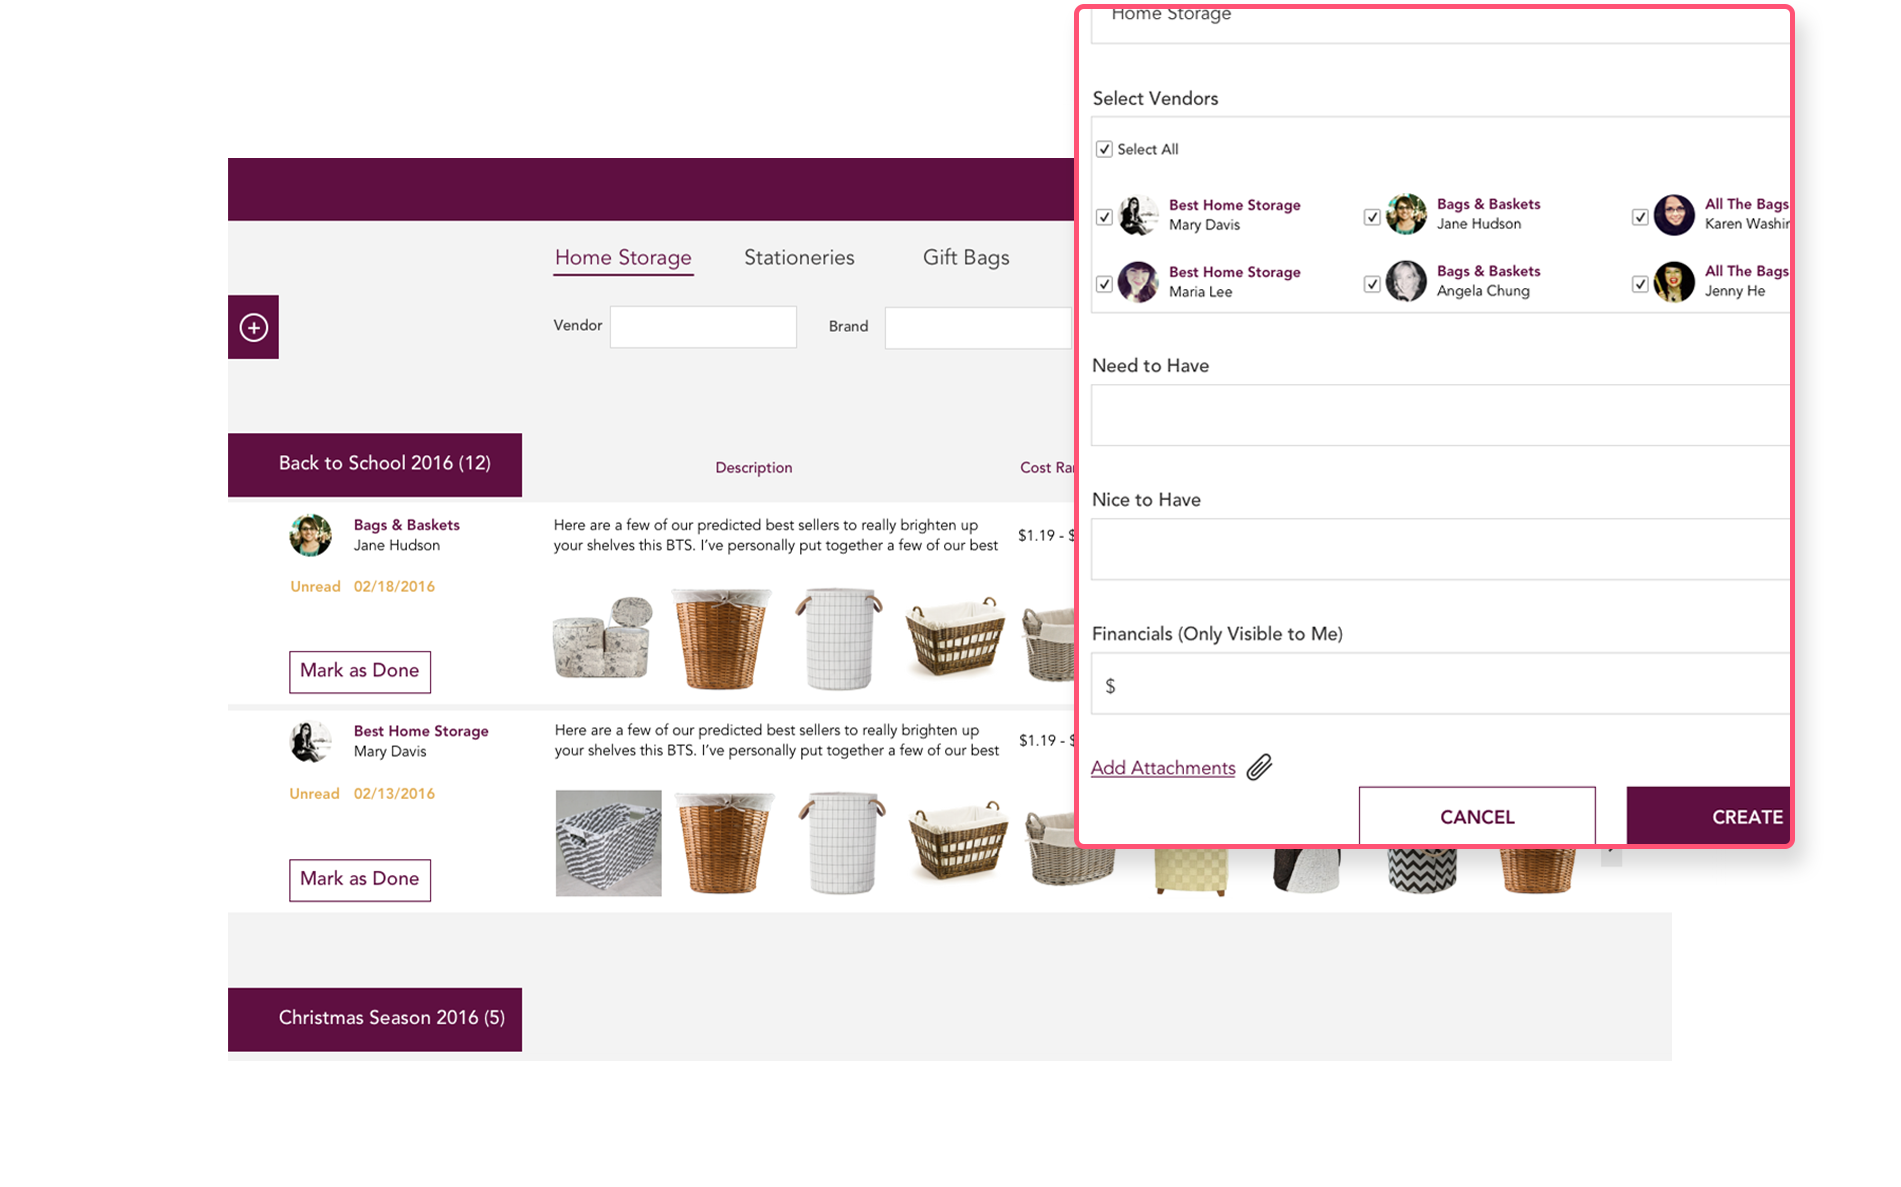 Home Storage
Select Vendors
Select All
Best Home Storage
Mary Davis
Bags & Baskets
Jane Hudson
All The Bags
Karen
Best Home Storage
Maria Lee
Bags & Baskets
Angela Chung
All The Bags
Jenny He
Need to Have
Nice to Have
Financials (Only Visible to Me)
$
Add Attachments
CANCEL
CREATE
Home Storage
Stationeries
Gift Bags
Vendor
Brand
Back to School 2016 (12)
Description
Cost
Bags & Baskets
Jane Hudson
Unread 02/18/2016
Mark as Done
Here are a few of our predicted best sellers to really brighten up
your shelves this BTS. I've personally put together a few of our best
$1.19 - $
Best Home Storage
Mary Davis
Unread 02/13/2016
Mark as Done
Here are a few of our predicted best sellers to really brighten up
your shelves this BTS. I've personally put together a few of our best
$1.19 - $
Christmas Season 2016 (5)